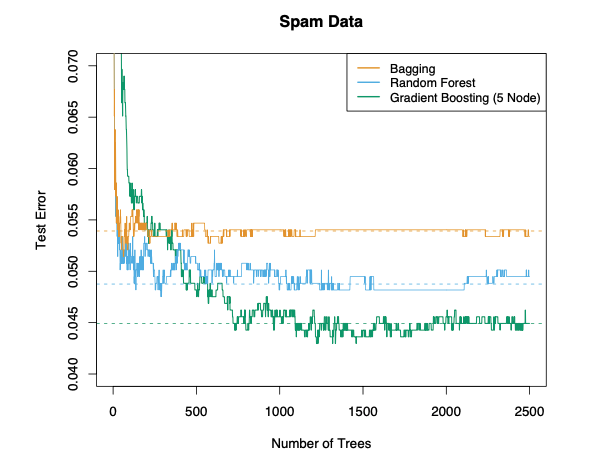 Spam Data
Bagging
Random Forest
Gradient Boosting (5 Node)
Test Error
0.070
0.065
0.060
0.055
0.050
0.045
0.040
0 500 1000 1500 2000 2500
Number of Trees